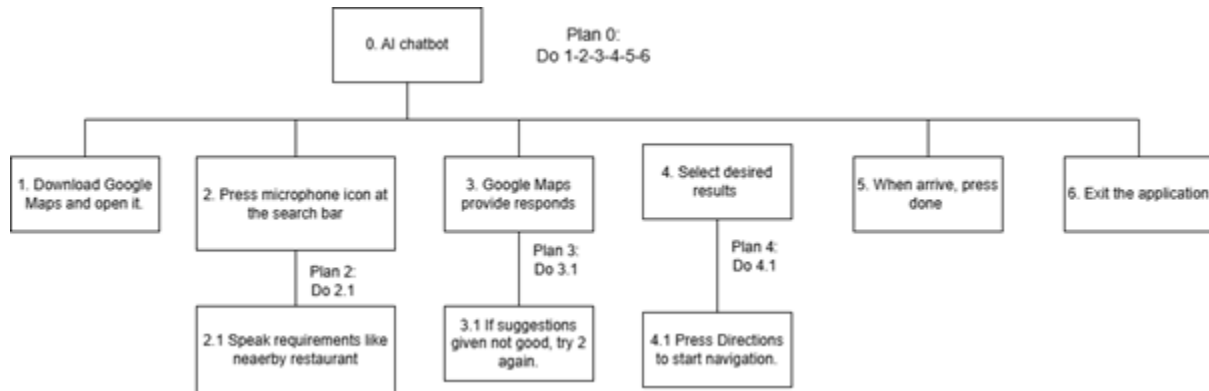 0. AI chatbot
Plan 0:
Do 1-2-3-4-5-6
1. Download Google
Maps and open it.
2. Press microphone icon at
the search bar
3. Google Maps
provide responds
4. Select desired
results
5. When arrive, press
done
6. Exit the application
Plan 2:
Do 2.1
Plan 3:
Do 3.1
Plan 4:
Do 4.1
2.1 Speak requirements like
neaerby restaurant
3.1 If suggestions
given not good, try 2
again.
4.1 Press Directions
to start navigation.